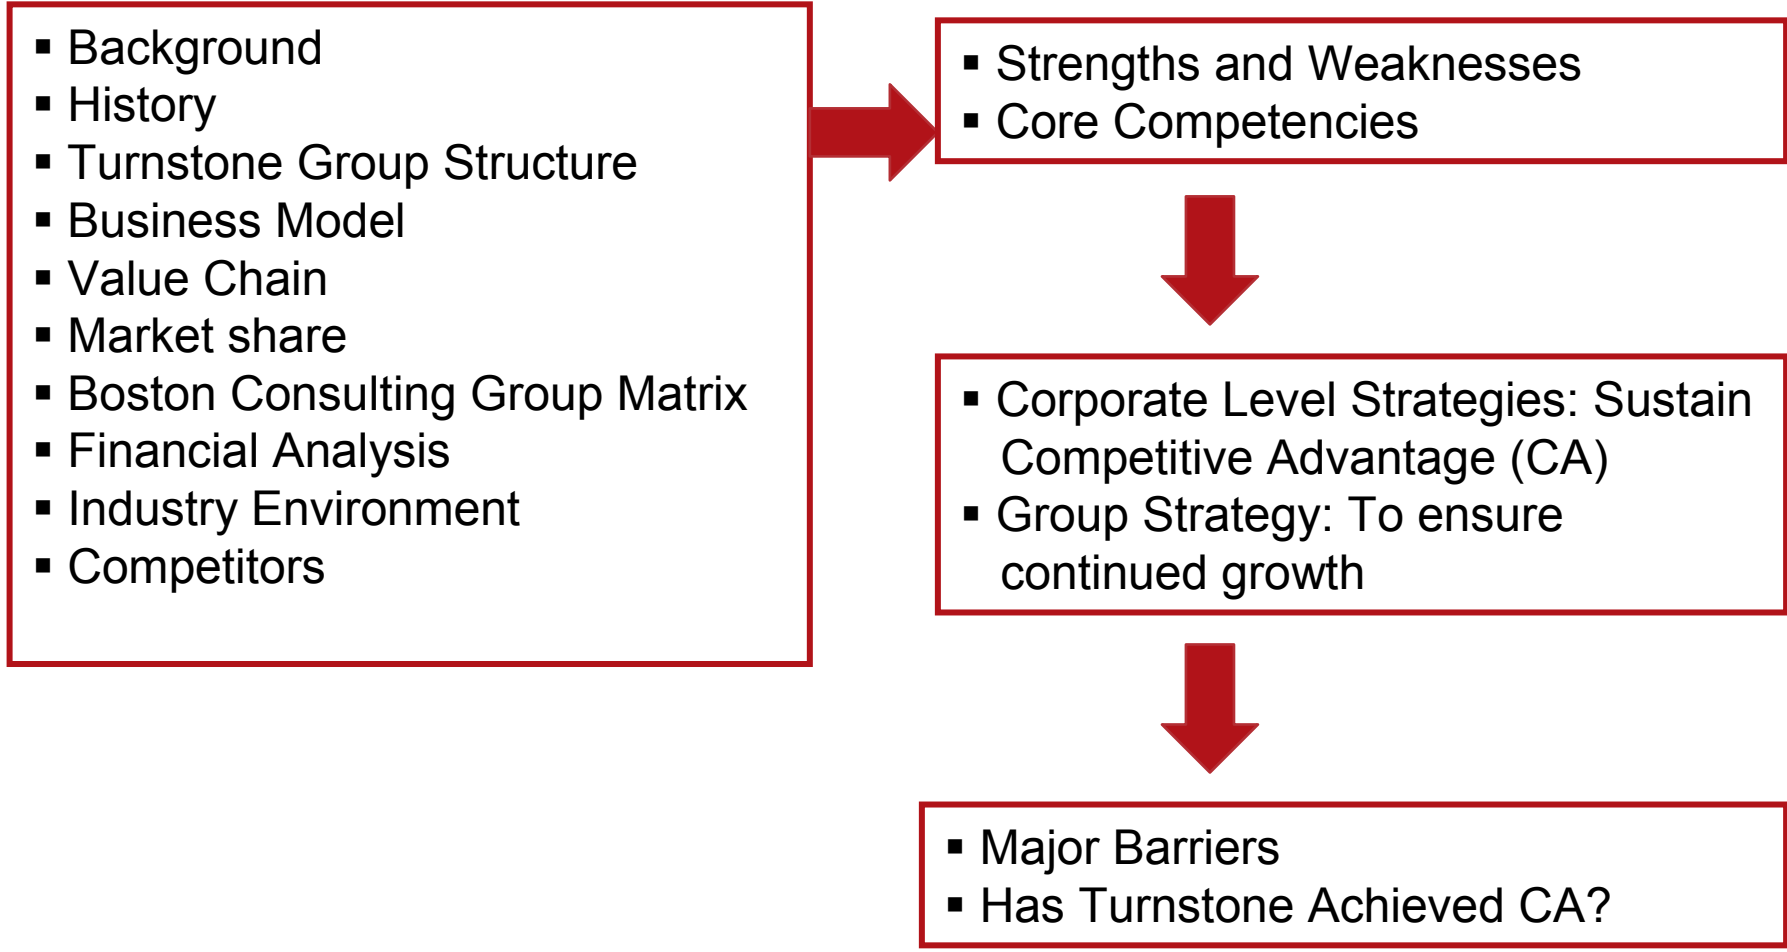 ▪ Background
▪ History
▪ Turnstone Group Structure
▪ Business Model
▪ Value Chain
▪ Market share
▪ Boston Consulting Group Matrix
▪ Financial Analysis
▪ Industry Environment
▪ Competitors
▪ Strengths and Weaknesses
▪ Core Competencies
▪ Corporate Level Strategies: Sustain
Competitive Advantage (CA)
▪ Group Strategy: To ensure
continued growth
▪ Major Barriers
▪ Has Turnstone Achieved CA?